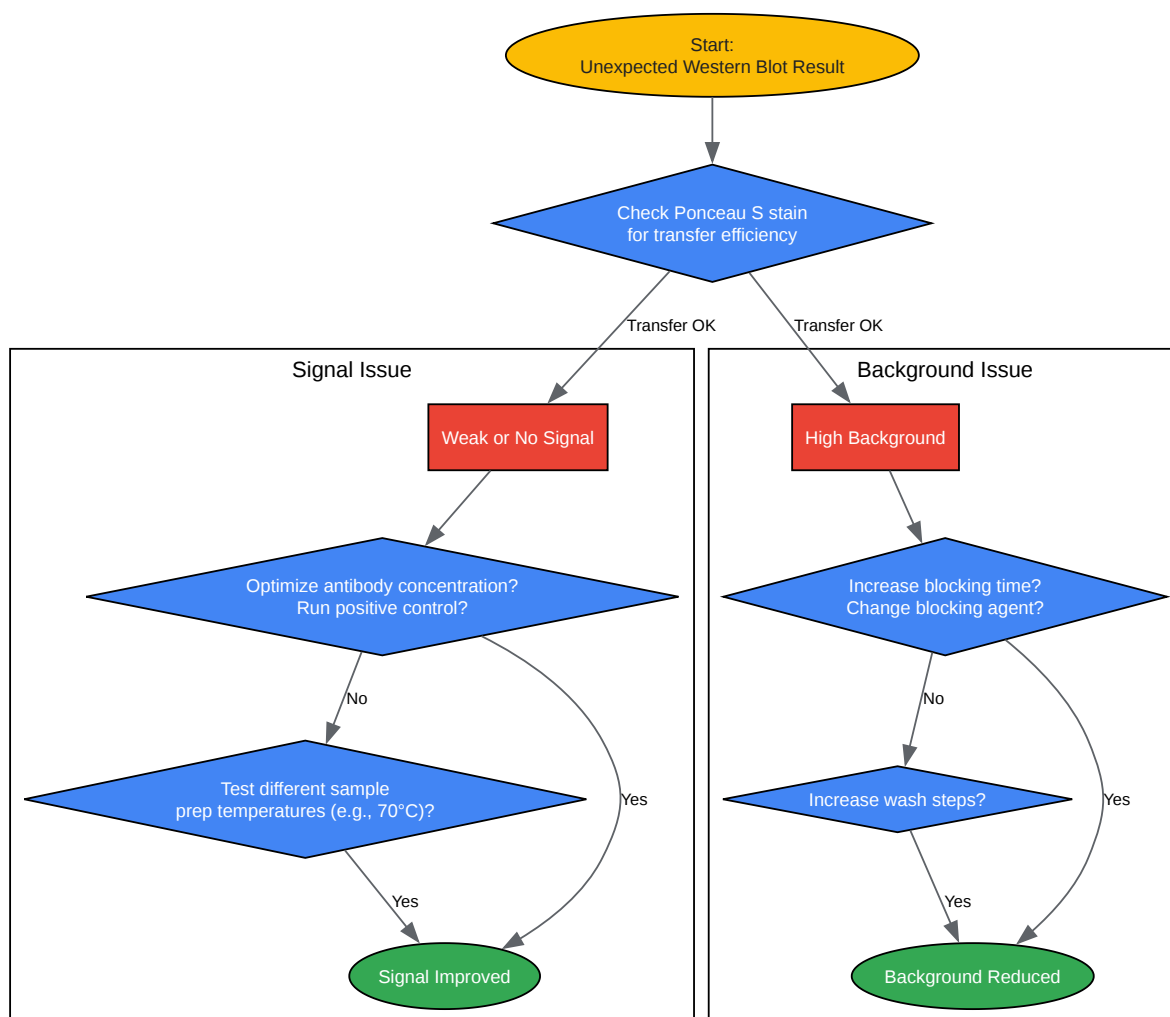 Start:
Unexpected Western Blot Result
Check Ponceau S stain
for transfer efficiency
Transfer OK
Transfer OK
Signal Issue
Weak or No Signal
Optimize antibody concentration?
Run positive control?
No
Test different sample
prep temperatures (e.g., 70°C)?
Yes
Yes
Signal Improved
Background Issue
High Background
Increase blocking time?
Change blocking agent?
No
Increase wash steps?
Yes
Yes
Background Reduced